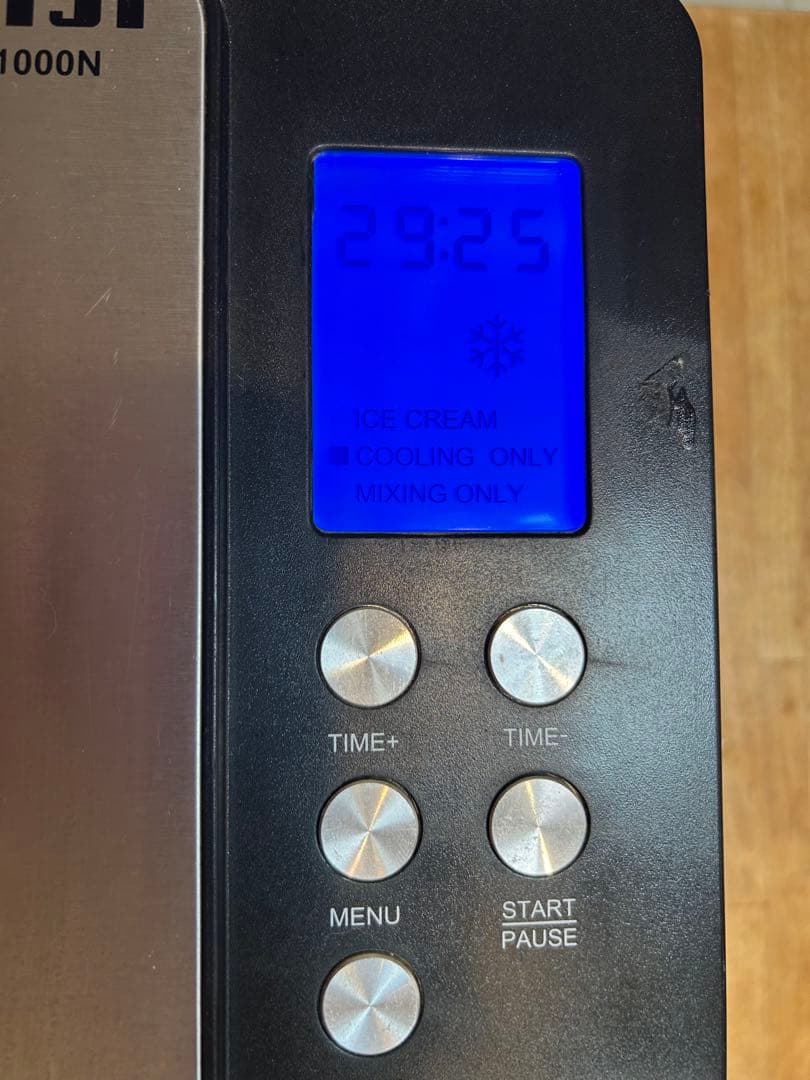 1000N
29:25
ICE CREAM
COOLING ONLY
MIXING ONLY
TIME+
TIME-
MENU
START
PAUSE